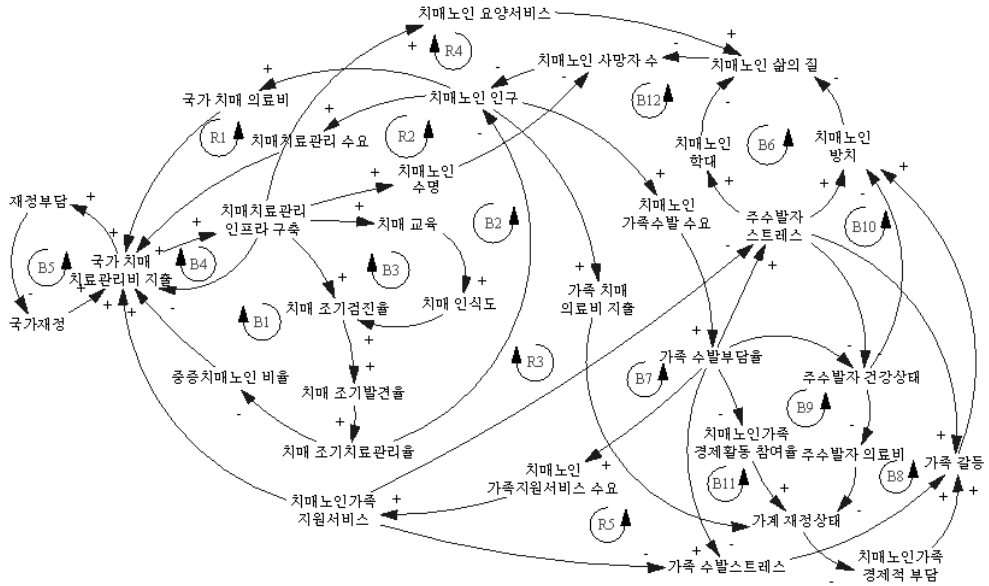 치매노인 요양서비스
R4
치매노인 사망자 수
치매노인 삶의 질
국가 치매 의료비
치매노인 인구
B12
R1
치매치료관리 수요
R2
치매노인
학대
B6
치매노인
방치
치매노인
수명
재정부담
치매치료관리
인프라 구축
치매 교육
B2
치매노인
가족수발 수요
주수발자
스트레스
B10
B5
국가 치매
치료관리비 지출
B4
B3
가족 치매
의료비 지출
국가재정
B1
치매 조기검진율
치매 인식도
R3
가족 수발부담율
중증치매노인 비율
치매 조기발견율
B7
주수발자 건강상태
B9
치매 조기치료관리율
치매노인가족
경제활동 참여율
주수발자 의료비
가족 갈등
치매노인
가족지원서비스 수요
B11
B8
치매노인가족
지원서비스
R5
가계 재정상태
가족 수발스트레스
치매노인가족
경제적 부담